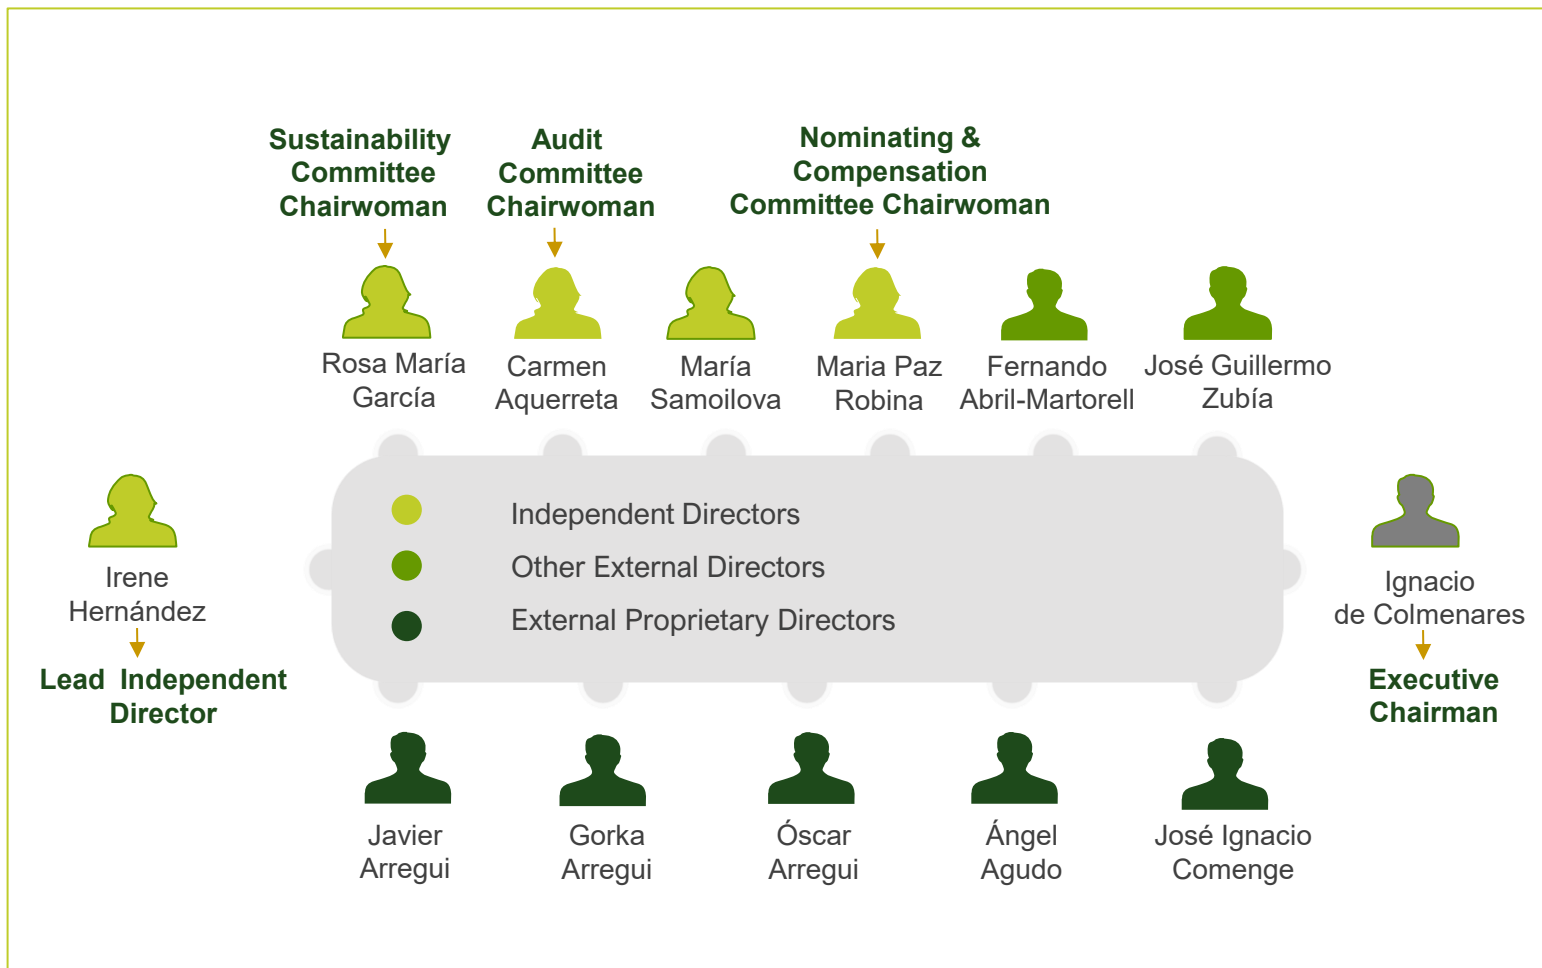 Sustainability
Committee
Chairwoman
Audit
Committee
Chairwoman
Nominating &
Compensation
Committee Chairwoman
Rosa María
García
Carmen
Aquerreta
María
Samoilova
Maria Paz
Robina
Fernando
Abril-Martorell
José Guillermo
Zubía
Irene
Hernández
Lead Independent
Director
Independent Directors
Other External Directors
External Proprietary Directors
Ignacio
de Colmenares
Executive
Chairman
Javier
Arregui
Gorka
Arregui
Óscar
Arregui
Ángel
Agudo
José Ignacio
Comenge